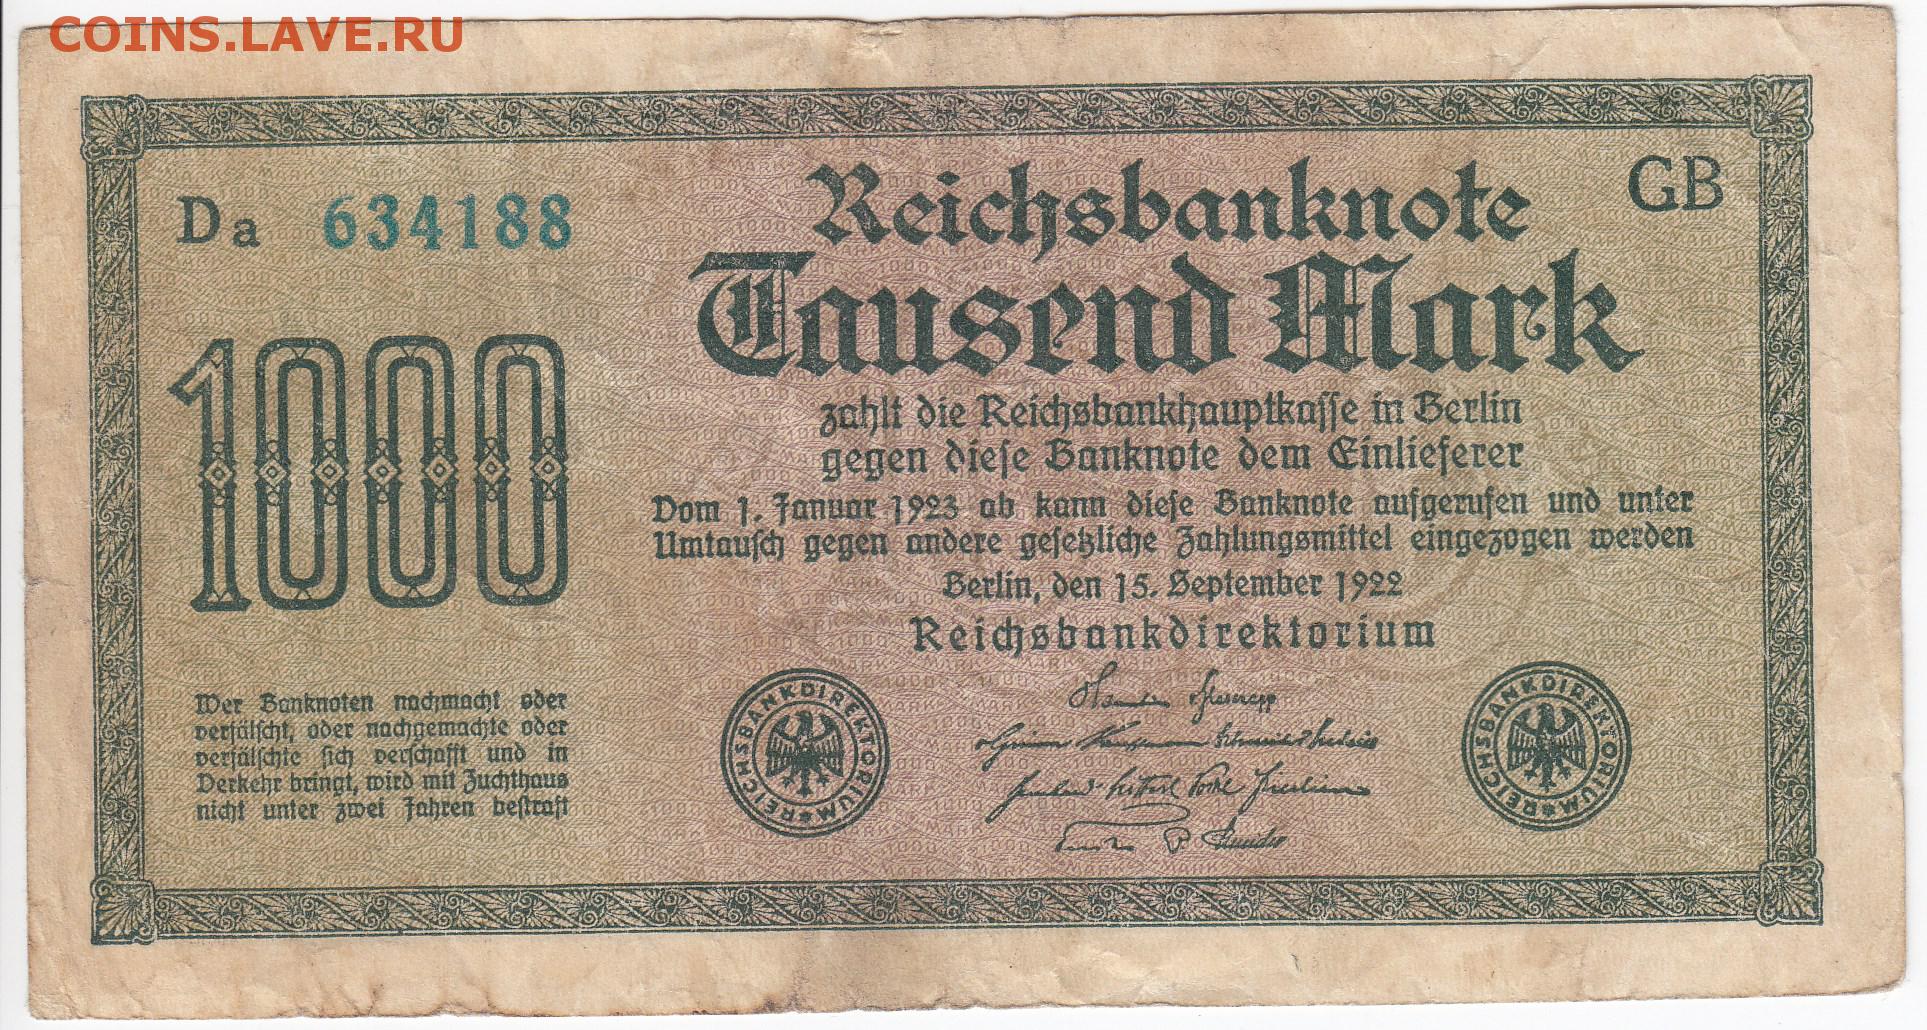 COINS.LAVE.RU
Da 634188
GB
Reichsbanknote
Tausend Mark
1000
zahlt die Reichsbankhauptkasse in Berlin
gegen diese Banknote dem Einlieferer
Vom 1. Januar 1923 ab kann diese Banknote aufgerufen und unter
Umtausch gegen andere gesetzliche Zahlungsmittel eingezogen werden
Berlin, den 15. September 1922
Reichsbankdirektorium
Wer Banknoten nachmacht oder
verfälscht, oder nachgemachte oder
verfälschte sich verschafft und in
Verkehr bringt, wird mit Zuchthaus
nicht unter zwei Jahren bestraft
REICHSBANKDIREKTORIUM
REICHSBANKDIREKTORIUM